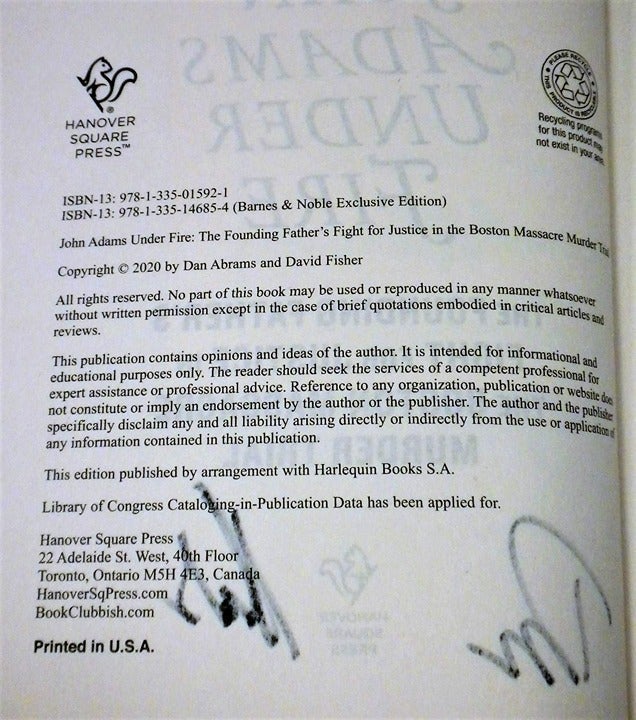 HANOVER
SQUARE
PRESS™
PLEASE RECYCLE
THIS PRODUCT IS RECYCLABLE
Recycling programs
for this product may
not exist in your area.
ISBN-13: 978-1-335-01592-1
ISBN-13: 978-1-335-14685-4 (Barnes & Noble Exclusive Edition)
John Adams Under Fire: The Founding Father's Fight for Justice in the Boston Massacre Murder Trial
Copyright © 2020 by Dan Abrams and David Fisher
All rights reserved. No part of this book may be used or reproduced in any manner whatsoever
without written permission except in the case of brief quotations embodied in critical articles and
reviews.
This publication contains opinions and ideas of the author. It is intended for informational and
educational purposes only. The reader should seek the services of a competent professional for
expert assistance or professional advice. Reference to any organization, publication or website does
not constitute or imply an endorsement by the author or the publisher. The author and the publisher
specifically disclaim any and all liability arising directly or indirectly from the use or application of
any information contained in this publication.
This edition published by arrangement with Harlequin Books S.A.
Library of Congress Cataloging-in-Publication Data has been applied for.
Hanover Square Press
22 Adelaide St. West, 40th Floor
Toronto, Ontario M5H 4E3, Canada
HanoverSqPress.com
BookClubbish.com
Printed in U.S.A.